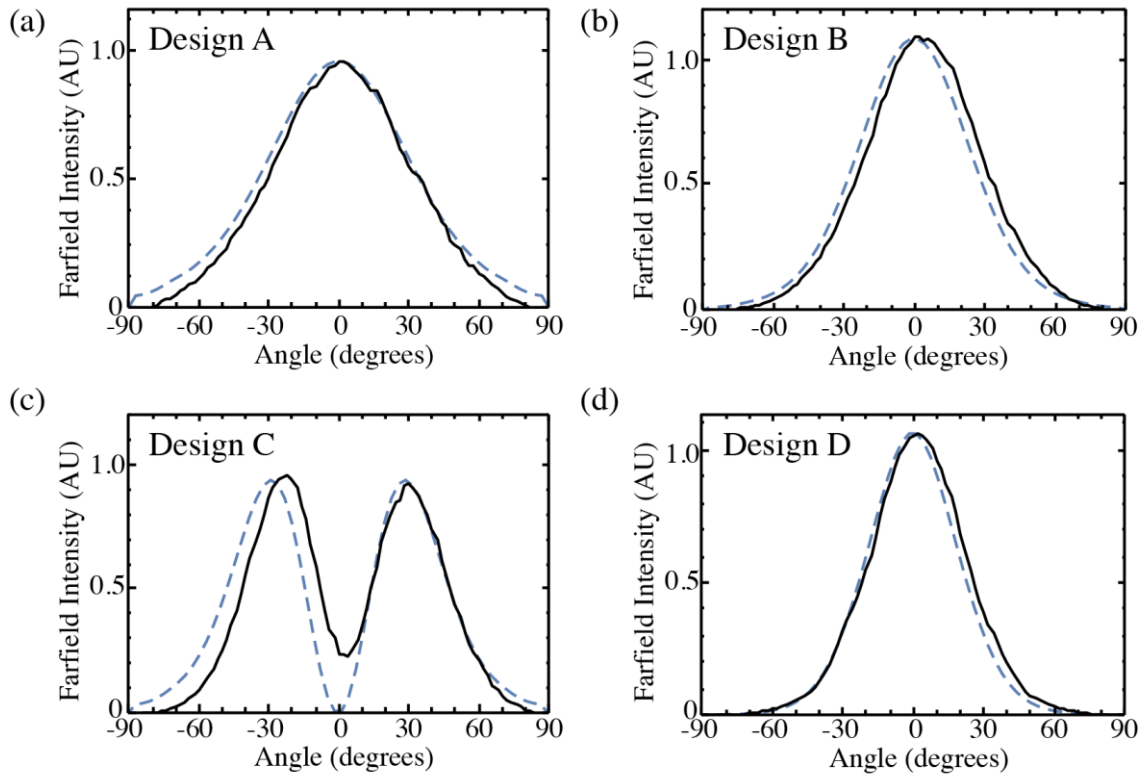 (a)
Design A
Farfield Intensity (AU)
1.0
0.5
0
-90 -60 -30 0 30 60 90
Angle (degrees)
(b)
Design B
Farfield Intensity (AU)
1.0
0.5
0
-90 -60 -30 0 30 60 90
Angle (degrees)
(c)
Design C
Farfield Intensity (AU)
1.0
0.5
0
-90 -60 -30 0 30 60 90
Angle (degrees)
(d)
Design D
Farfield Intensity (AU)
1.0
0.5
0
-90 -60 -30 0 30 60 90
Angle (degrees)